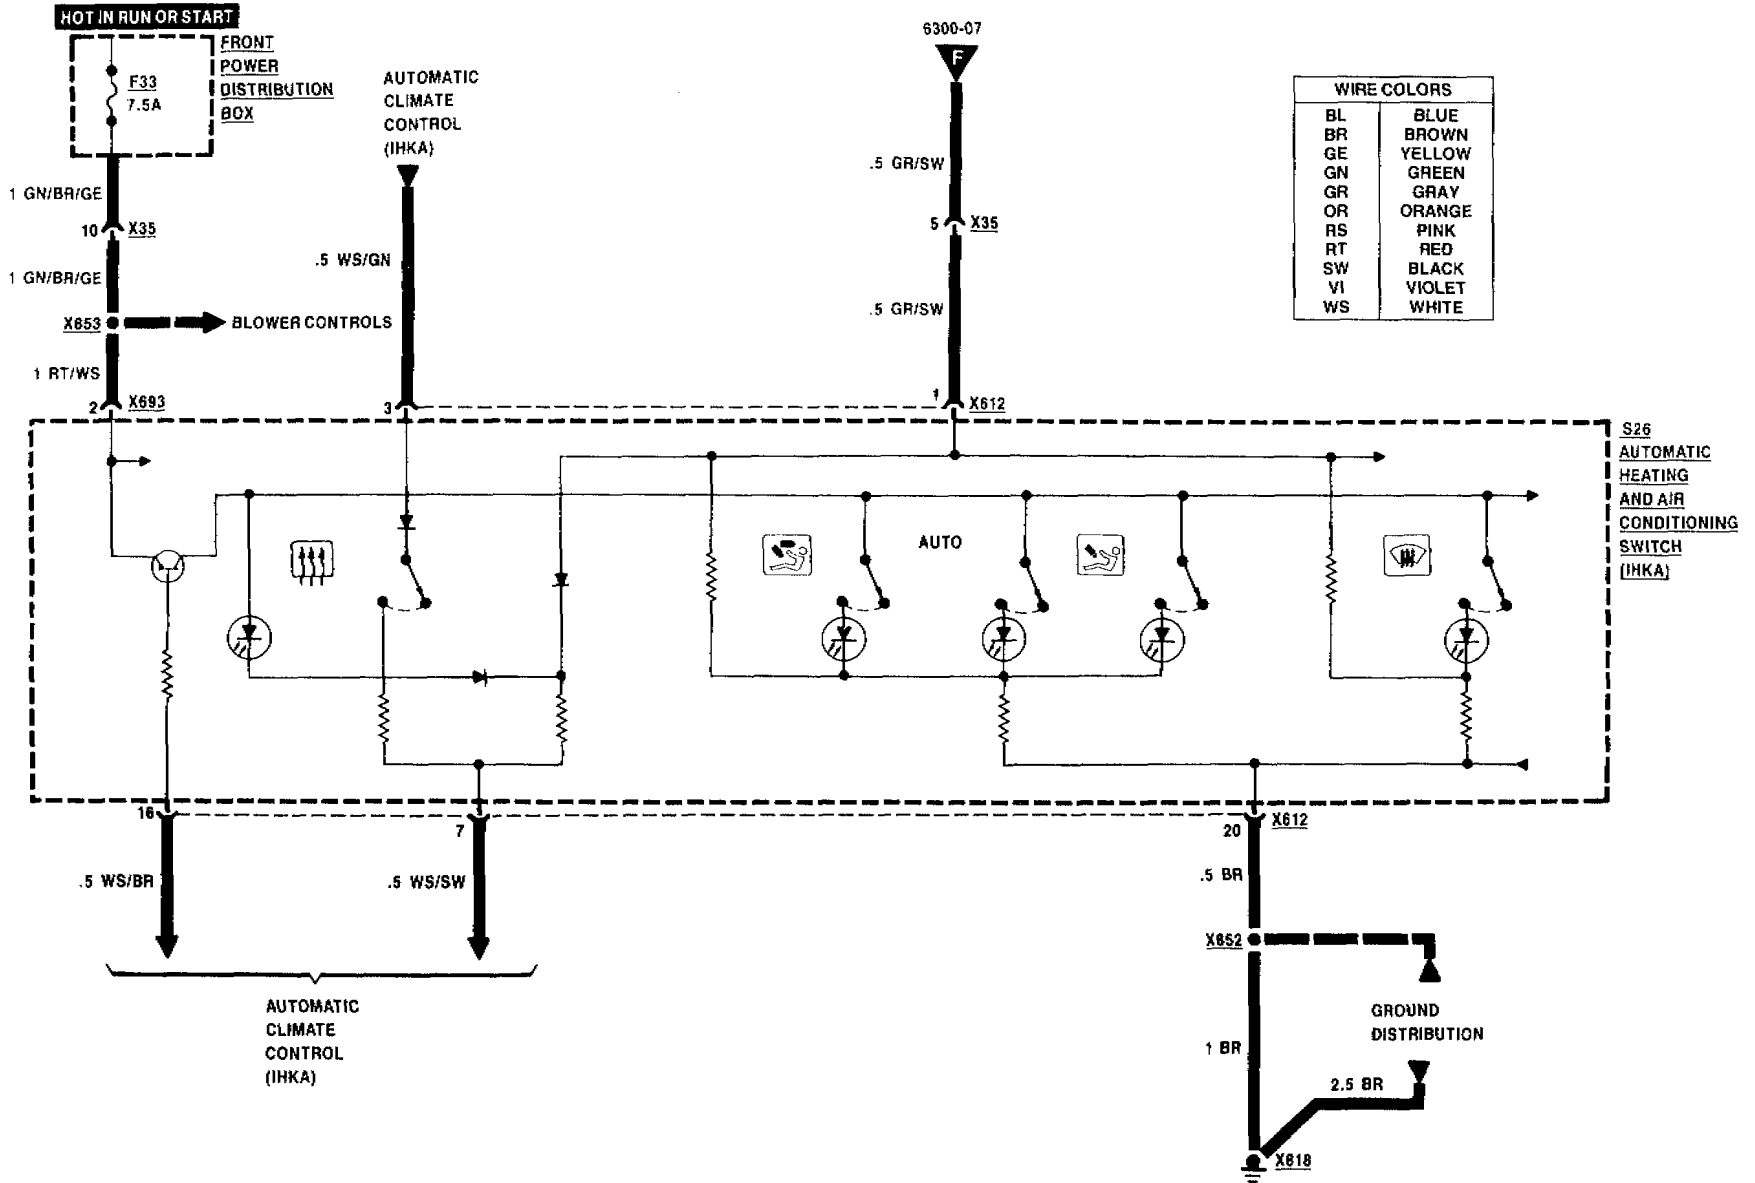 HOT IN RUN OR START
FRONT
POWER
DISTRIBUTION
BOX
F33
7.5A
AUTOMATIC
CLIMATE
CONTROL
(IHKA)
6300-07
F
WIRE COLORS
BL BLUE
BR BROWN
GE YELLOW
GN GREEN
GR GRAY
OR ORANGE
RS PINK
RT RED
SW BLACK
VI VIOLET
WS WHITE
1 GN/BR/GE
10 X35
1 GN/BR/GE
X653
BLOWER CONTROLS
1 RT/WS
2 X693
.5 WS/GN
3
.5 GR/SW
5 X35
.5 GR/SW
1 X612
S26
AUTOMATIC
HEATING
AND AIR
CONDITIONING
SWITCH
(IHKA)
AUTO
16
7
20 X612
.5 WS/BR
.5 WS/SW
.5 BR
X652
AUTOMATIC
CLIMATE
CONTROL
(IHKA)
GROUND
DISTRIBUTION
1 BR
2.5 BR
X618